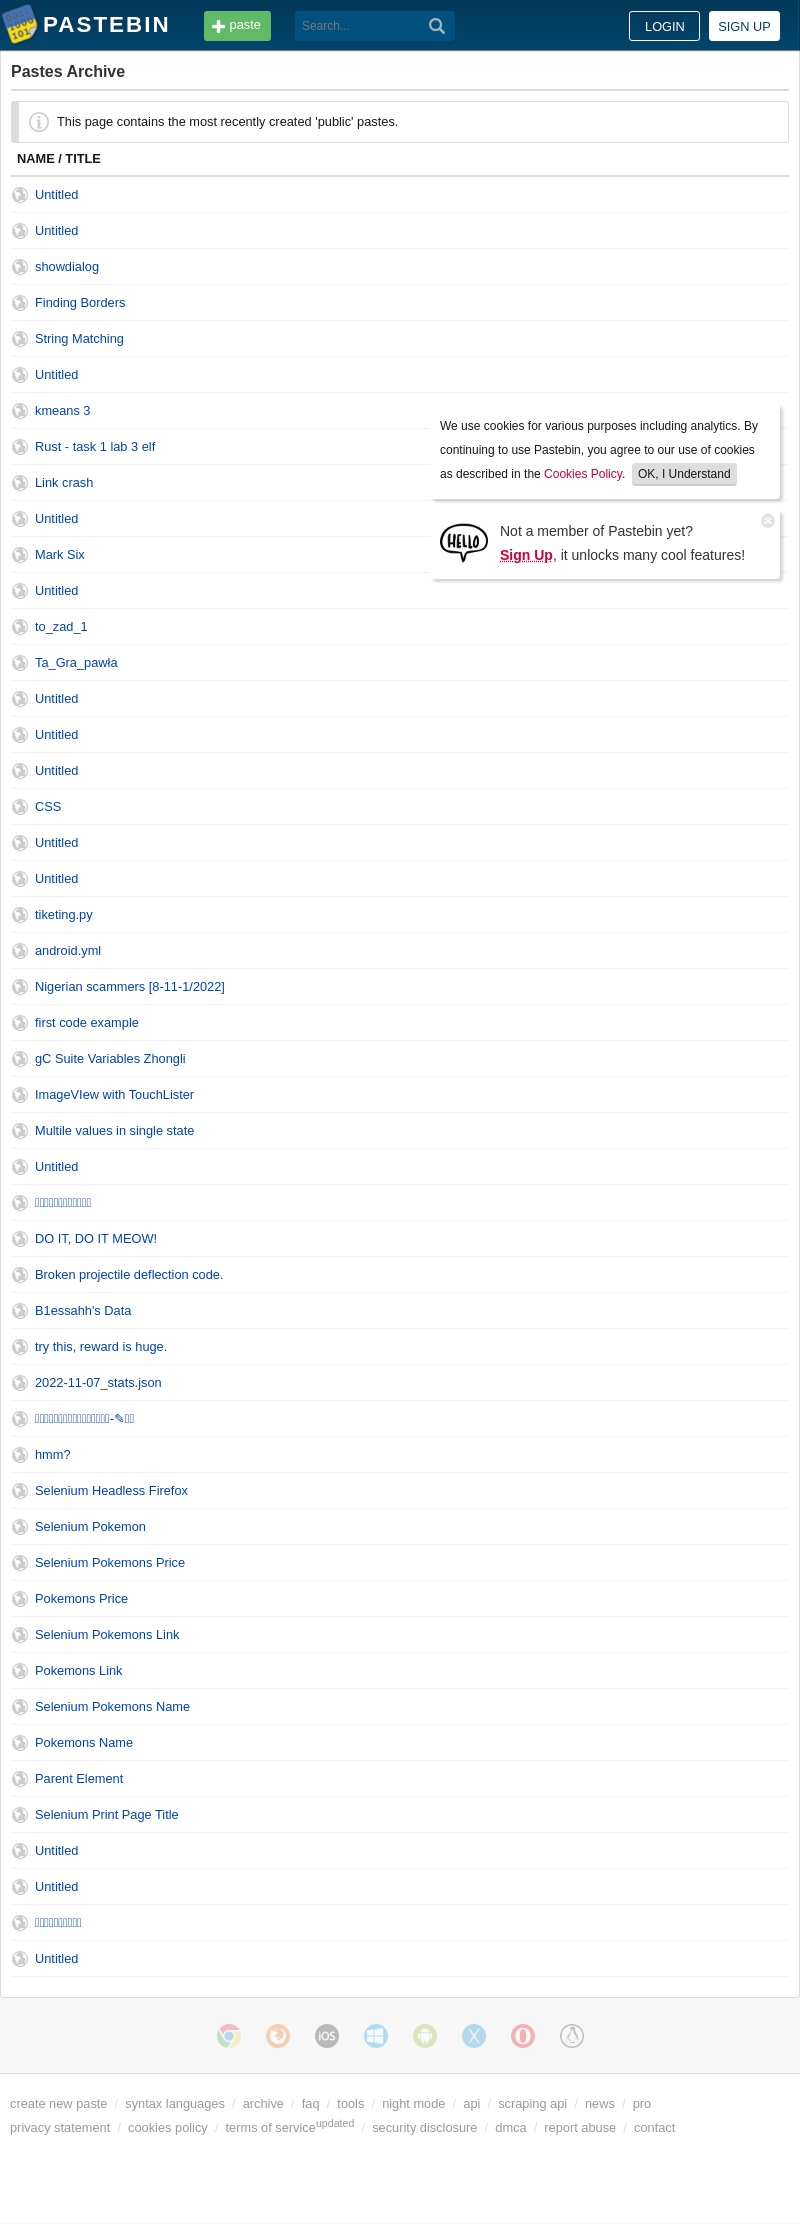 PASTEBIN
paste
Search...
LOGIN
SIGN UP
Pastes Archive
This page contains the most recently created 'public' pastes.
NAME / TITLE
Untitled
Untitled
showdialog
Finding Borders
String Matching
Untitled
kmeans 3
Rust - task 1 lab 3 elf
Link crash
Untitled
Mark Six
Untitled
to_zad_1
Ta_Gra_pawła
Untitled
Untitled
Untitled
CSS
Untitled
Untitled
tiketing.py
android.yml
Nigerian scammers [8-11-1/2022]
first code example
gC Suite Variables Zhongli
ImageVIew with TouchLister
Multile values in single state
Untitled
DO IT, DO IT MEOW!
Broken projectile deflection code.
B1essahh's Data
try this, reward is huge.
2022-11-07_stats.json
hmm?
Selenium Headless Firefox
Selenium Pokemon
Selenium Pokemons Price
Pokemons Price
Selenium Pokemons Link
Pokemons Link
Selenium Pokemons Name
Pokemons Name
Parent Element
Selenium Print Page Title
Untitled
Untitled
Untitled
We use cookies for various purposes including analytics. By
continuing to use Pastebin, you agree to our use of cookies
as described in the Cookies Policy. OK, I Understand
HELLO
Not a member of Pastebin yet?
Sign Up, it unlocks many cool features!
iOS
create new paste / syntax languages / archive / faq / tools / night mode / api / scraping api / news / pro
privacy statement / cookies policy / terms of serviceupdated / security disclosure / dmca / report abuse / contact